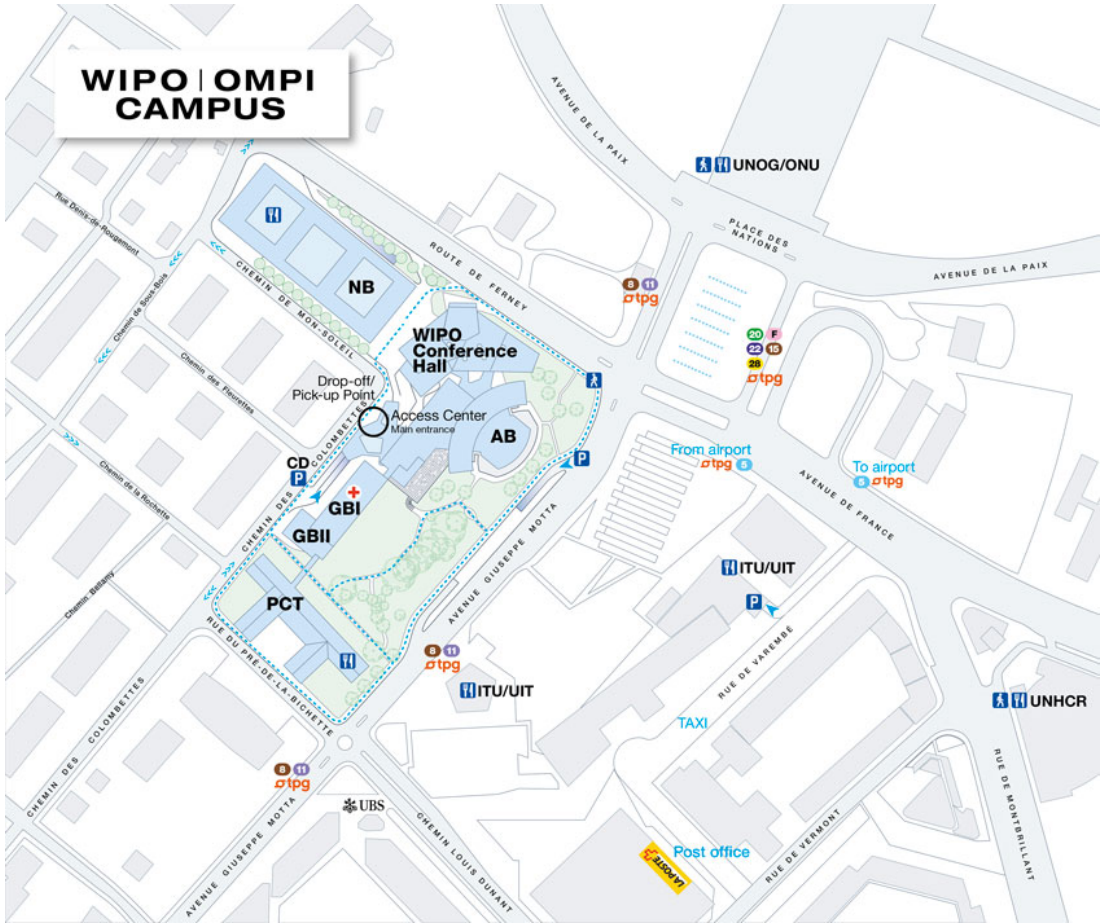 WIPO | OMPI
CAMPUS
AVENUE DE LA PAIX
UNOG/ONU
Rue Denis-de-Rougemont
PLACE DES
NATIONS
AVENUE DE LA PAIX
ROUTE DE FERNEY
CHEMIN DE MON-SOLEIL
Chemin de Sous-Bois
NB
8 11
tpg
WIPO
Conference
Hall
20 F
22 15
28
tpg
Chemin des Fleurettes
Drop-off/
Pick-up Point
Access Center
Main entrance
AB
P
From airport
tpg 5
To airport
5 tpg
AVENUE DE FRANCE
CD
P
CHEMIN DES COLOMBETTES
Chemin de la Rochette
GBI
GBII
AVENUE GIUSEPPE MOTTA
Chemin Bellamy
PCT
ITU/UIT
P
RUE DE VAREMBÉ
RUE DU PRÉ-DE-LA-BICHETTE
8 11
tpg
ITU/UIT
UNHCR
TAXI
CHEMIN DES COLOMBETTES
8 11
tpg
UBS
RUE DE MONTBRILLANT
AVENUE GIUSEPPE MOTTA
CHEMIN LOUIS DUNANT
Post office
LA POSTE
RUE DE VERMONT